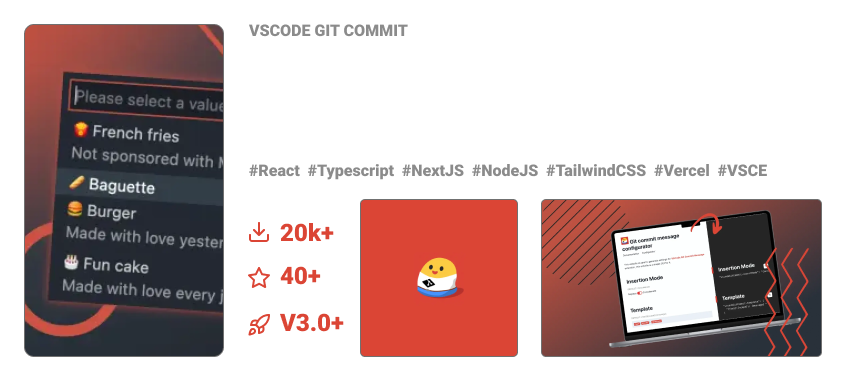 VSCODE GIT COMMIT
Please select a value
French fries
Not sponsored with
Baguette
Burger
Made with love yester
Fun cake
Made with love every j
#React #Typescript #NextJS #NodeJS #TailwindCSS #Vercel #VSCE
20k+
40+
V3.0+
Git commit message
configurator
Insertion Mode
Template
Insertion Mode
Template